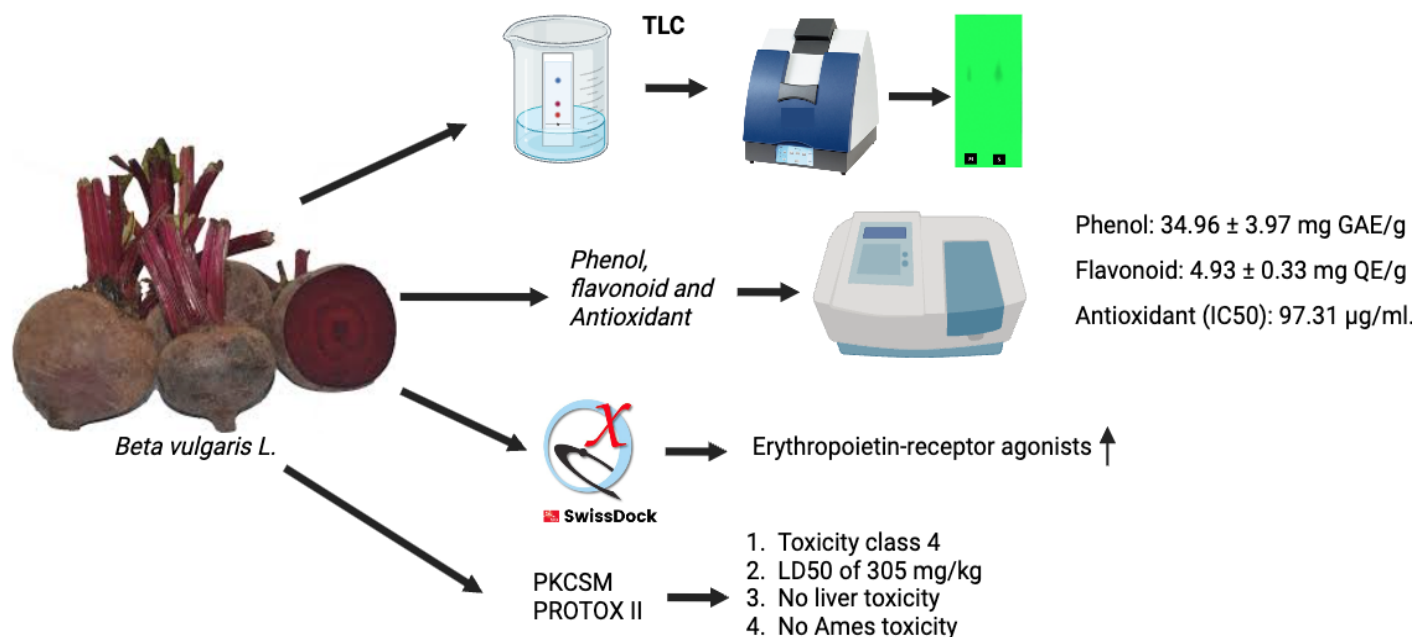 TLC
Phenol,
flavonoid and
Antioxidant
Phenol: 34.96 ± 3.97 mg GAE/g
Flavonoid: 4.93 ± 0.33 mg QE/g
Antioxidant (IC50): 97.31 µg/ml.
Beta vulgaris L.
X
SwissDock
Erythropoietin-receptor agonists
PKCSM
PROTOX II
1. Toxicity class 4
2. LD50 of 305 mg/kg
3. No liver toxicity
4. No Ames toxicity